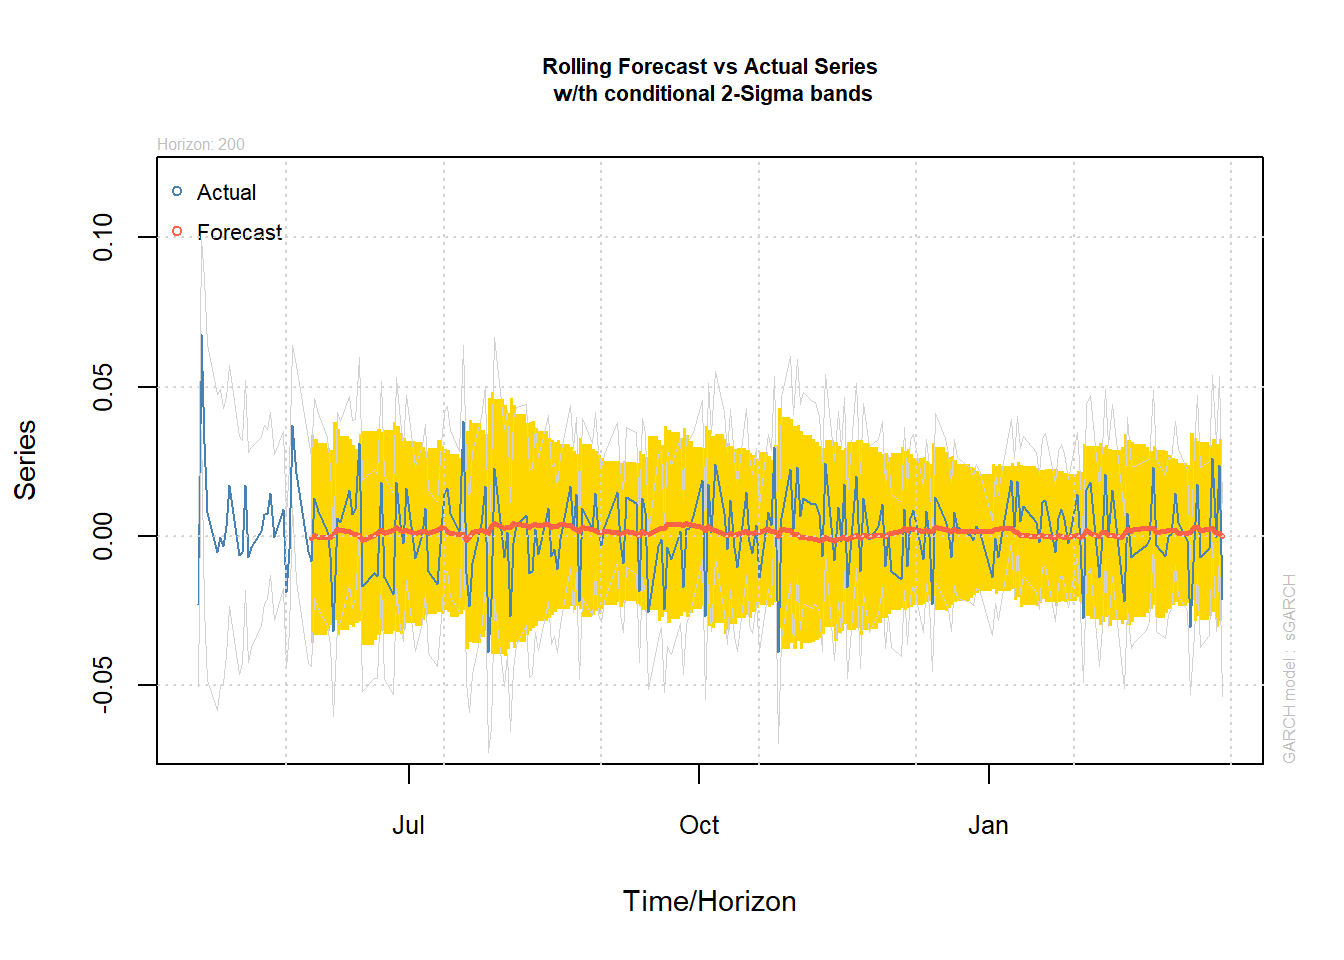 Rolling Forecast vs Actual Series
w/th conditional 2-Sigma bands
Horizon: 200
Actual
Forecast
0.10
0.05
0.00
-0.05
Series
Jul
Oct
Jan
Time/Horizon
GARCH model : sGARCH